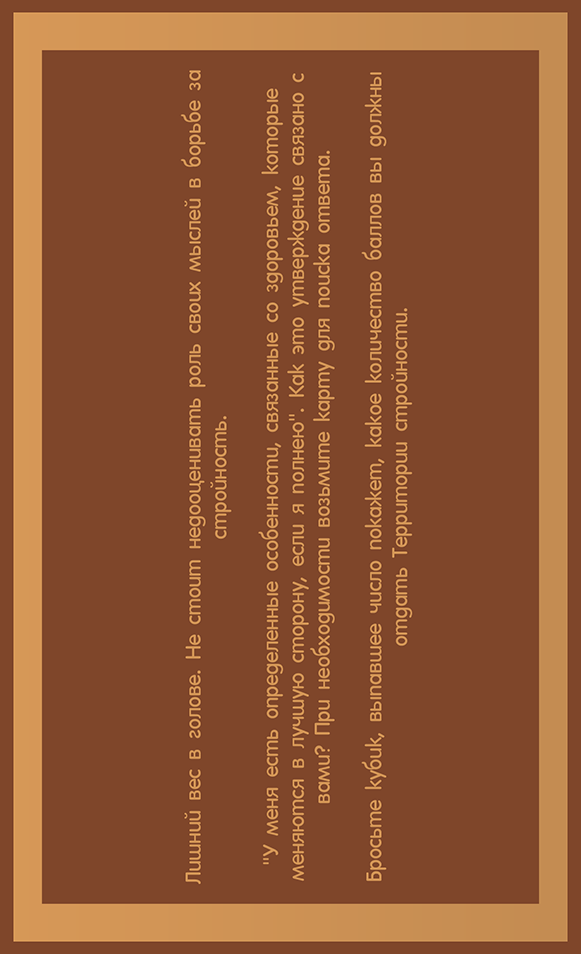 Лишний вес в голове. Не стоит недооценивать роль своих мыслей в борьбе за
стройность.
"У меня есть определенные особенности, связанные со здоровьем, которые
меняются в лучшую сторону, если я полнею". Как это утверждение связано с
вами? При необходимости возьмите карту для поиска ответа.
Бросьте кубик, выпавшее число покажет, какое количество баллов вы должны
отдать Территории стройности.